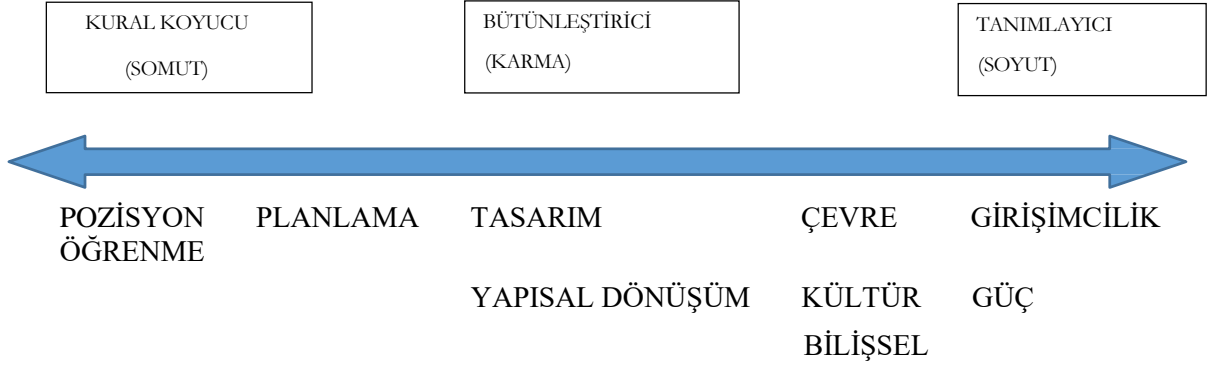 KURAL KOYUCU
(SOMUT)
BÜTÜNLEŞTİRİCİ
(KARMA)
TANIMLAYICI
(SOYUT)
POZİSYON PLANLAMA TASARIM ÇEVRE GİRİŞİMCİLİK
ÖĞRENME
YAPISAL DÖNÜŞÜM KÜLTÜR GÜÇ
BİLİŞSEL